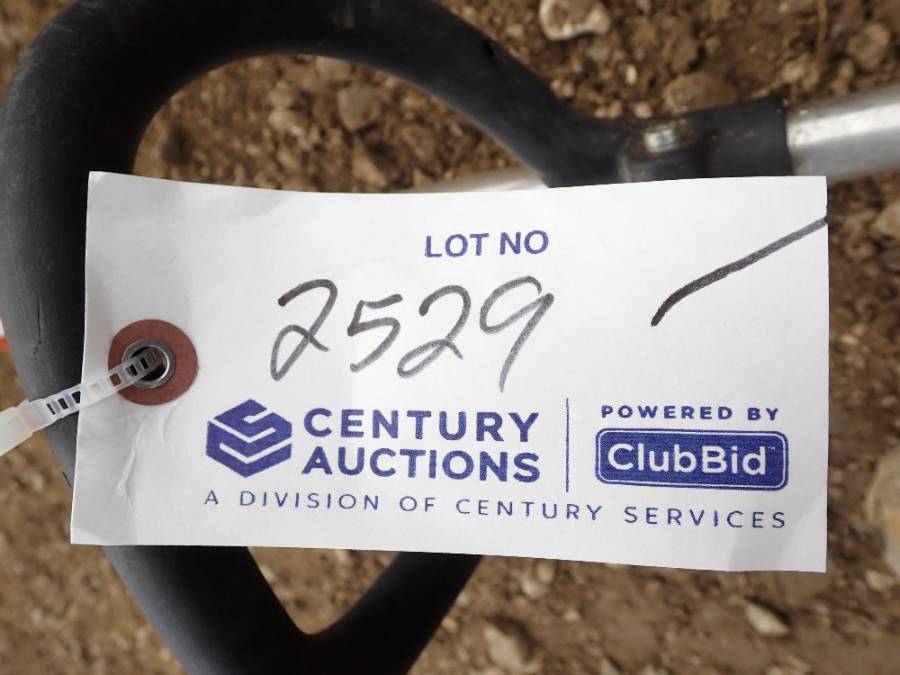 LOT NO
2529
CENTURY
AUCTIONS
A DIVISION OF CENTURY SERVICES
POWERED BY
ClubBid